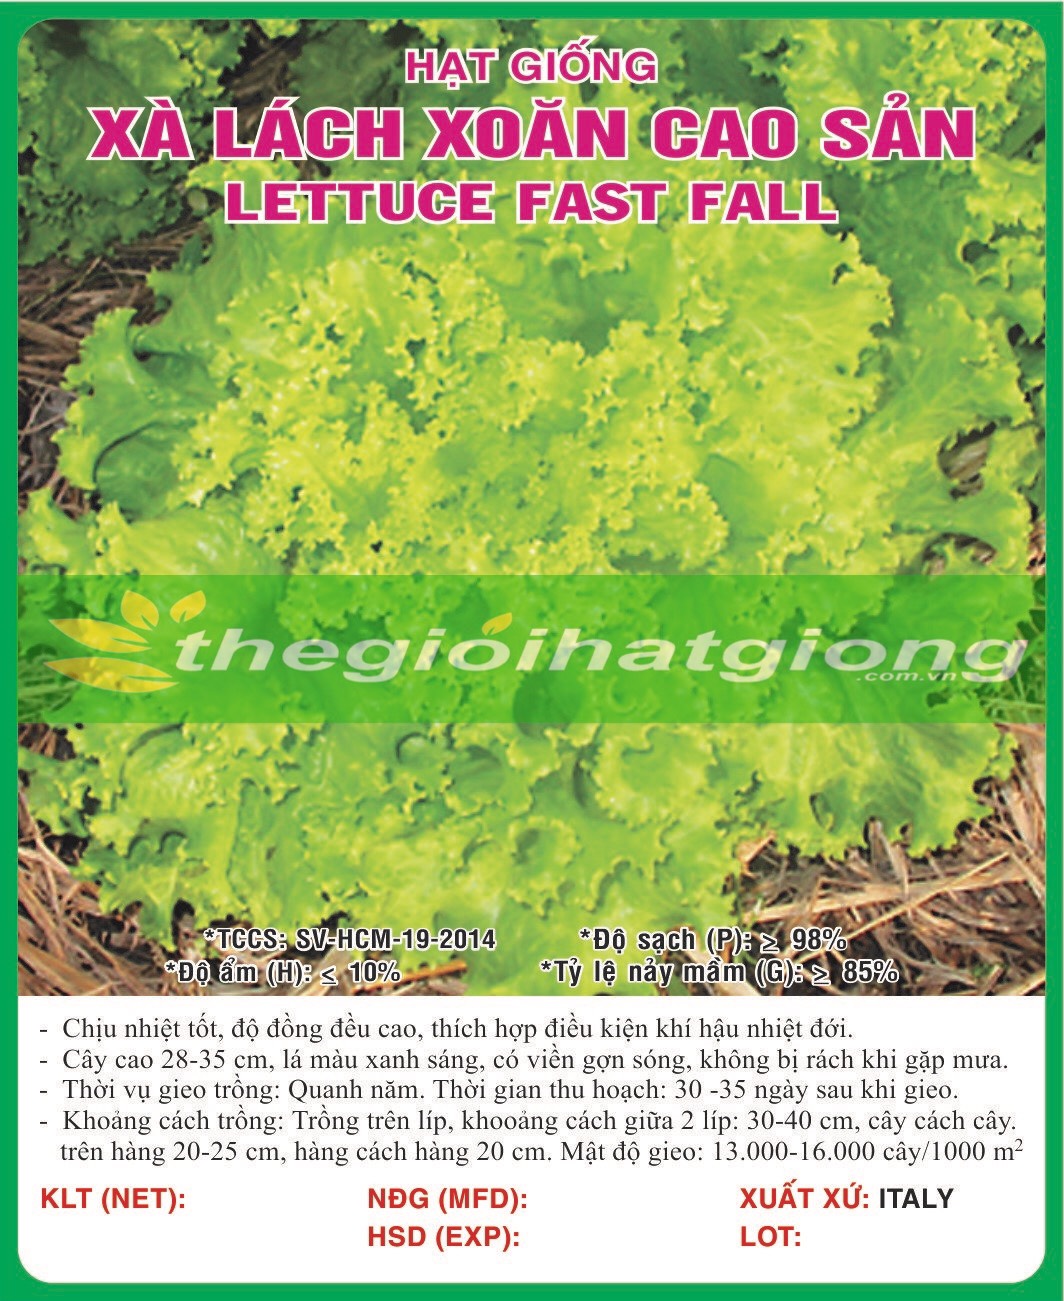 HẠT GIỐNG
XÀ LÁCH XOĂN CAO SẢN
LETTUCE FAST FALL
thegioihatgiong
.com.vn
*TCCS: SV-HCM-19-2014 *Độ sạch (P): ≥ 98%
*Độ ẩm (H): ≤ 10% *Tỷ lệ nảy mầm (G): ≥ 85%
- Chịu nhiệt tốt, độ đồng đều cao, thích hợp điều kiện khí hậu nhiệt đới.
- Cây cao 28-35 cm, lá màu xanh sáng, có viền gợn sóng, không bị rách khi gặp mưa.
- Thời vụ gieo trồng: Quanh năm. Thời gian thu hoạch: 30 -35 ngày sau khi gieo.
- Khoảng cách trồng: Trồng trên líp, khooảng cách giữa 2 líp: 30-40 cm, cây cách cây.
trên hàng 20-25 cm, hàng cách hàng 20 cm. Mật độ gieo: 13.000-16.000 cây/1000 m²
KLT (NET): NĐG (MFD): XUẤT XỨ: ITALY
HSD (EXP): LOT: